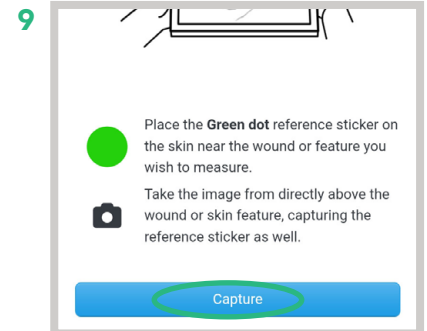 9
Place the Green dot reference sticker on
the skin near the wound or feature you
wish to measure.
Take the image from directly above the
wound or skin feature, capturing the
reference sticker as well.
Capture